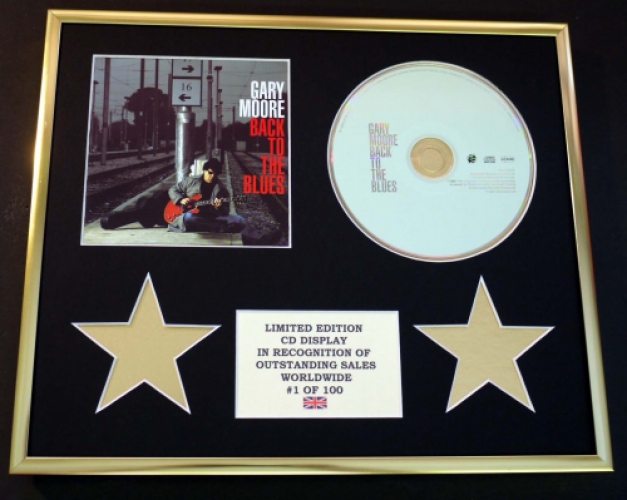 16
GARY
MOORE
BACK
TO
THE
BLUES
GARY
MOORE
BACK
TO
THE
BLUES
LIMITED EDITION
CD DISPLAY
IN RECOGNITION OF
OUTSTANDING SALES
WORLDWIDE
#1 OF 100